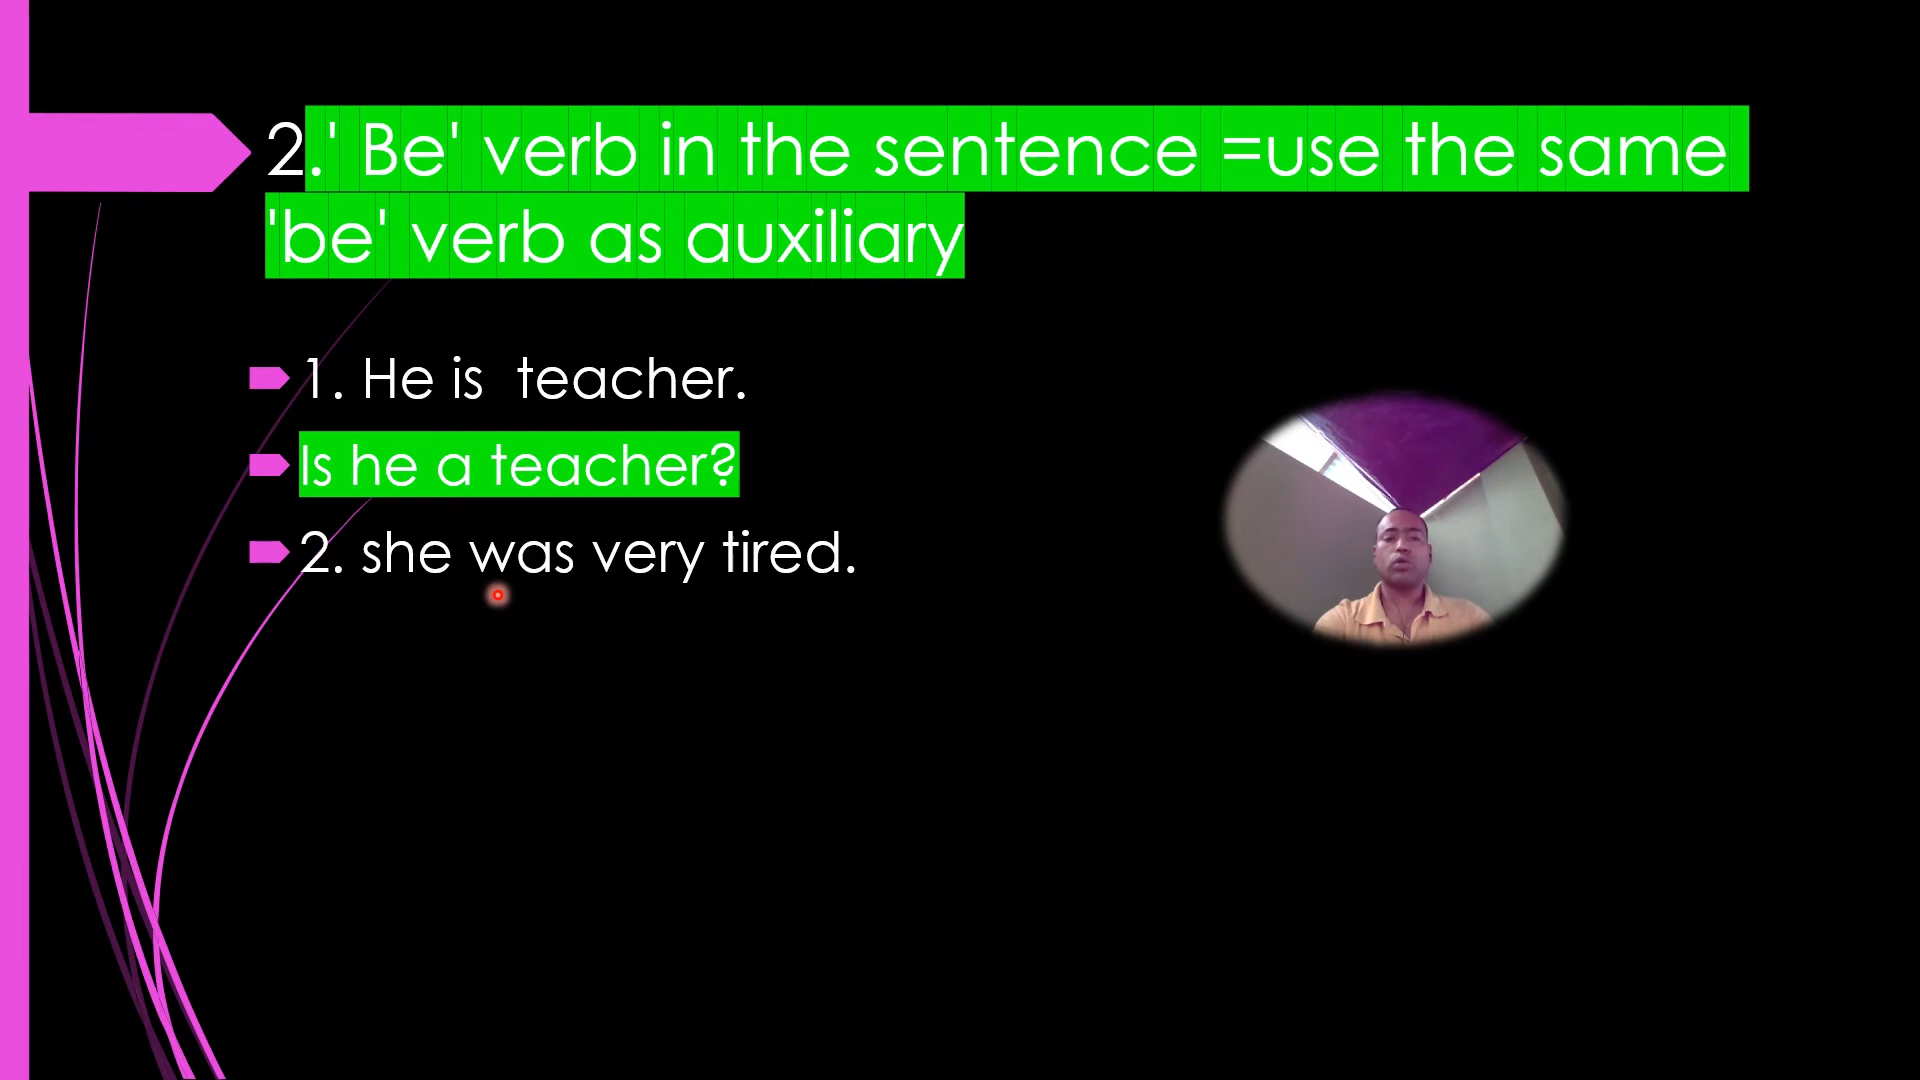 2.' Be' verb in the sentence =use the same
'be' verb as auxiliary
1. He is  teacher.
Is he a teacher?
2. she was very tired.